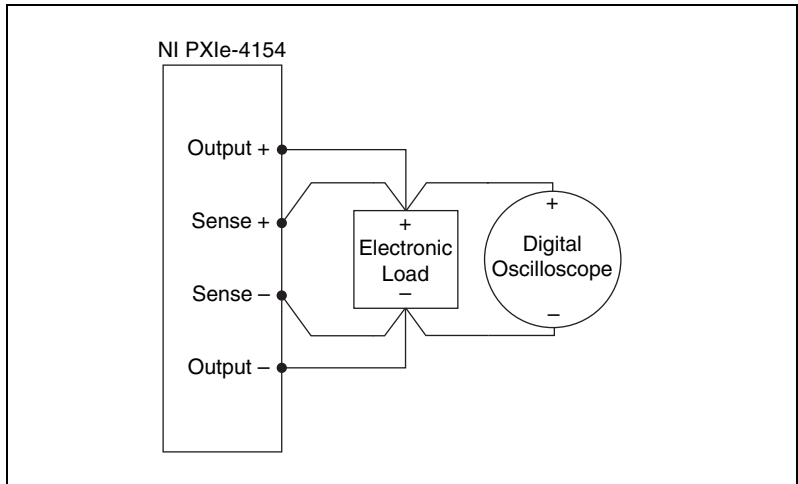 NI PXIe-4154
Output +
Sense +
Sense –
Output –
+
Electronic
Load
–
+
Digital
Oscilloscope
–